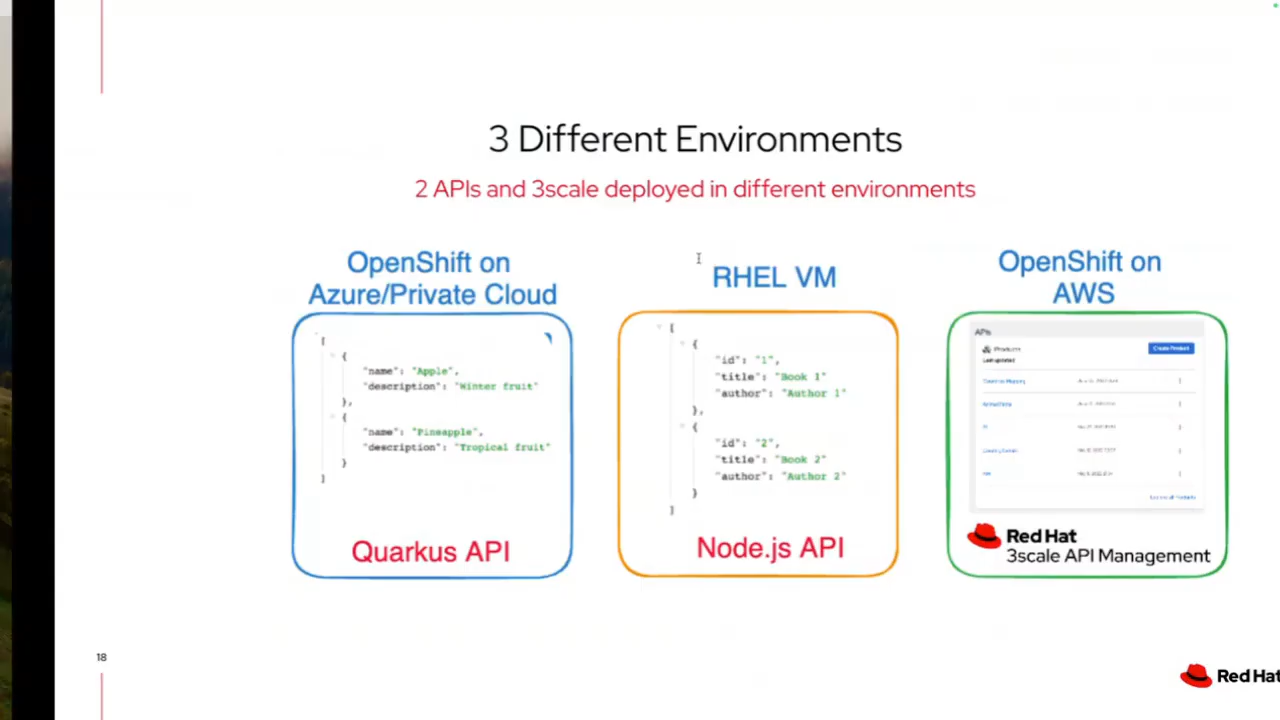 3 Different Environments
2 APIs and 3scale deployed in different environments
OpenShift on
Azure/Private Cloud
[
{
"name": "Apple",
"description": "Winter fruit"
},
{
"name": "Pineapple",
"description": "Tropical fruit"
}
]
Quarkus API
RHEL VM
[
{
"id": "1",
"title": "Book 1"
"author": "Author 1"
},
{
"id": "2",
"title": "Book 2"
"author": "Author 2"
}
]
Node.js API
OpenShift on
AWS
APIs
Products
Create Product
Last updated
Red Hat
3scale API Management
18
Red Hat